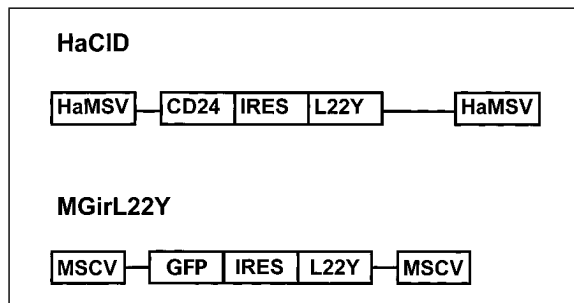 HaCID
HaMSV CD24 IRES L22Y HaMSV
MGirL22Y
MSCV GFP IRES L22Y MSCV